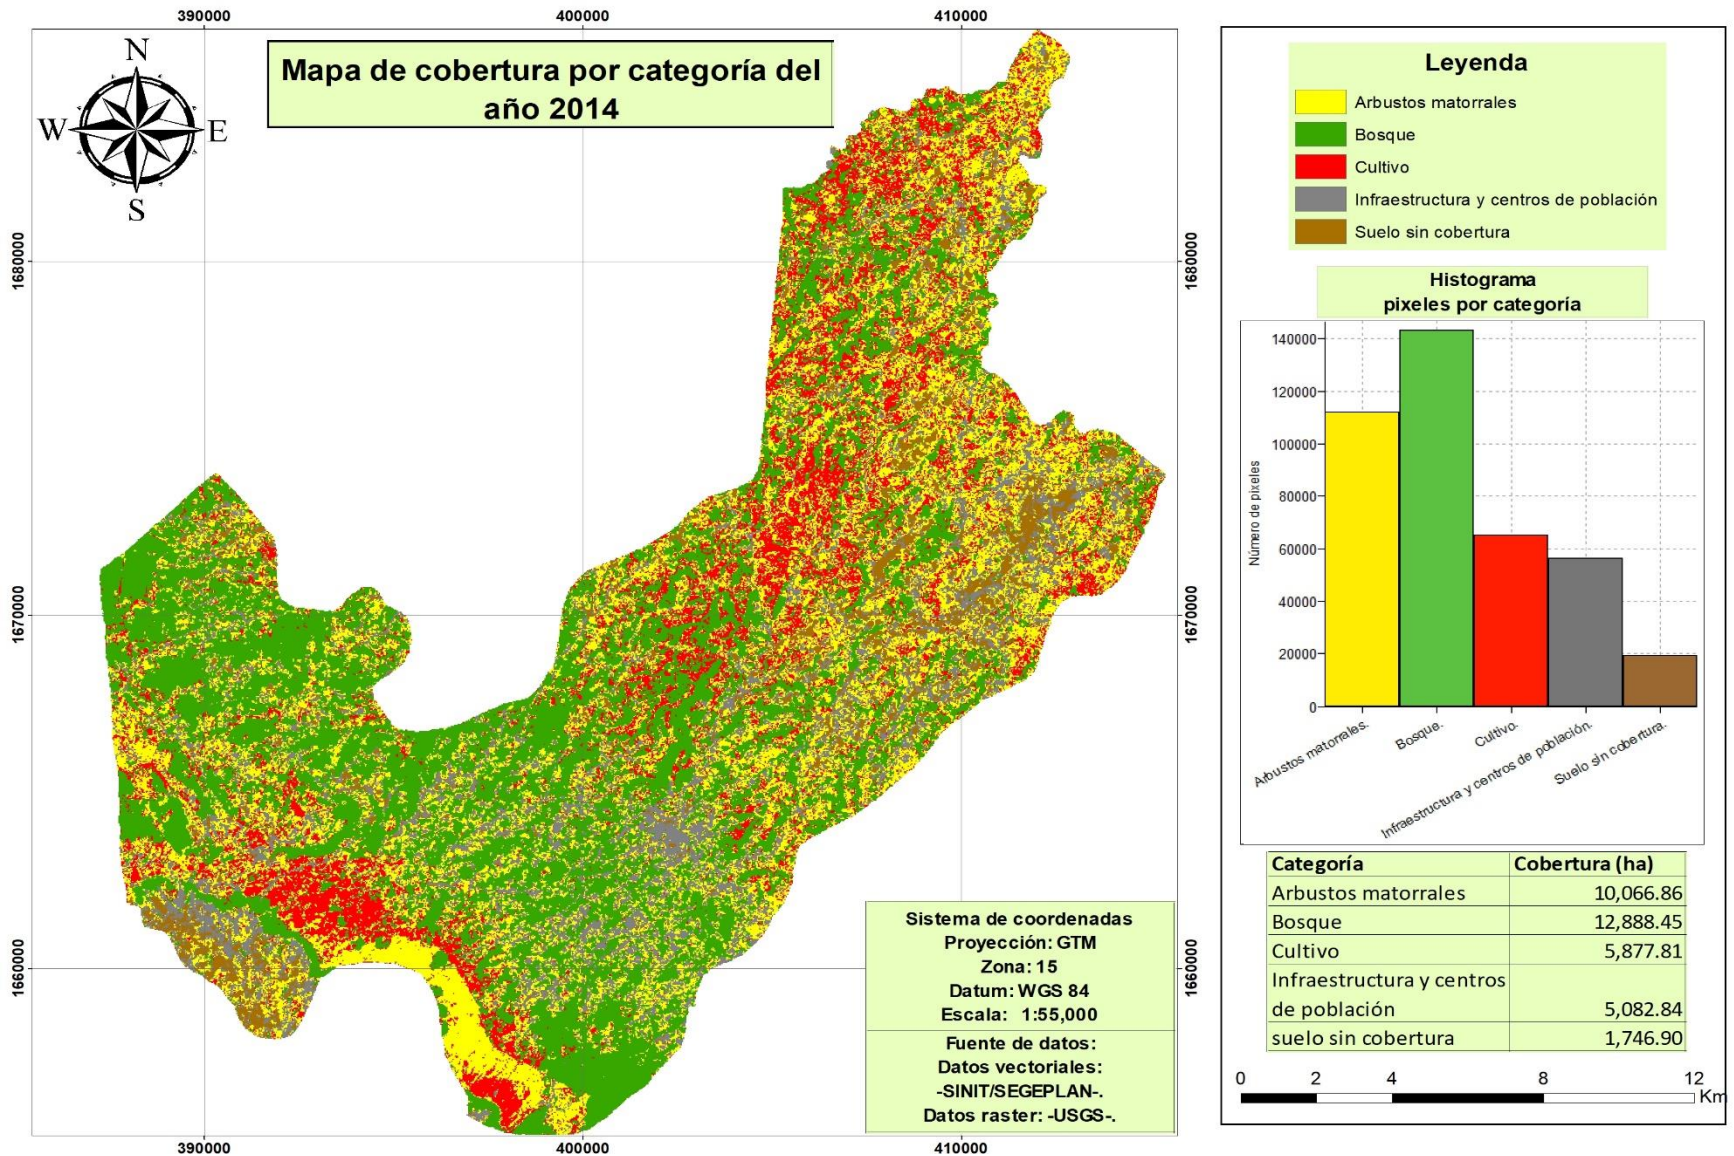 390000
400000
410000
N
W
E
S
Mapa de cobertura por categoría del
año 2014
1680000
1670000
1660000
1680000
1670000
1660000
390000
400000
410000
Sistema de coordenadas
Proyección: GTM
Zona: 15
Datum: WGS 84
Escala: 1:55,000
Fuente de datos:
Datos vectoriales:
-SINIT/SEGEPLAN-.
Datos raster: -USGS-.
Leyenda
Arbustos matorrales
Bosque
Cultivo
Infraestructura y centros de población
Suelo sin cobertura
Histograma
pixeles por categoría
Número de pixeles
140000
120000
100000
80000
60000
40000
20000
0
Arbustos matorrales.
Bosque.
Cultivo.
Infraestructura y centros de población.
Suelo sin cobertura.
Categoría Cobertura (ha)
Arbustos matorrales 10,066.86
Bosque 12,888.45
Cultivo 5,877.81
Infraestructura y centros
de población 5,082.84
suelo sin cobertura 1,746.90
0 2 4 8 12
Km